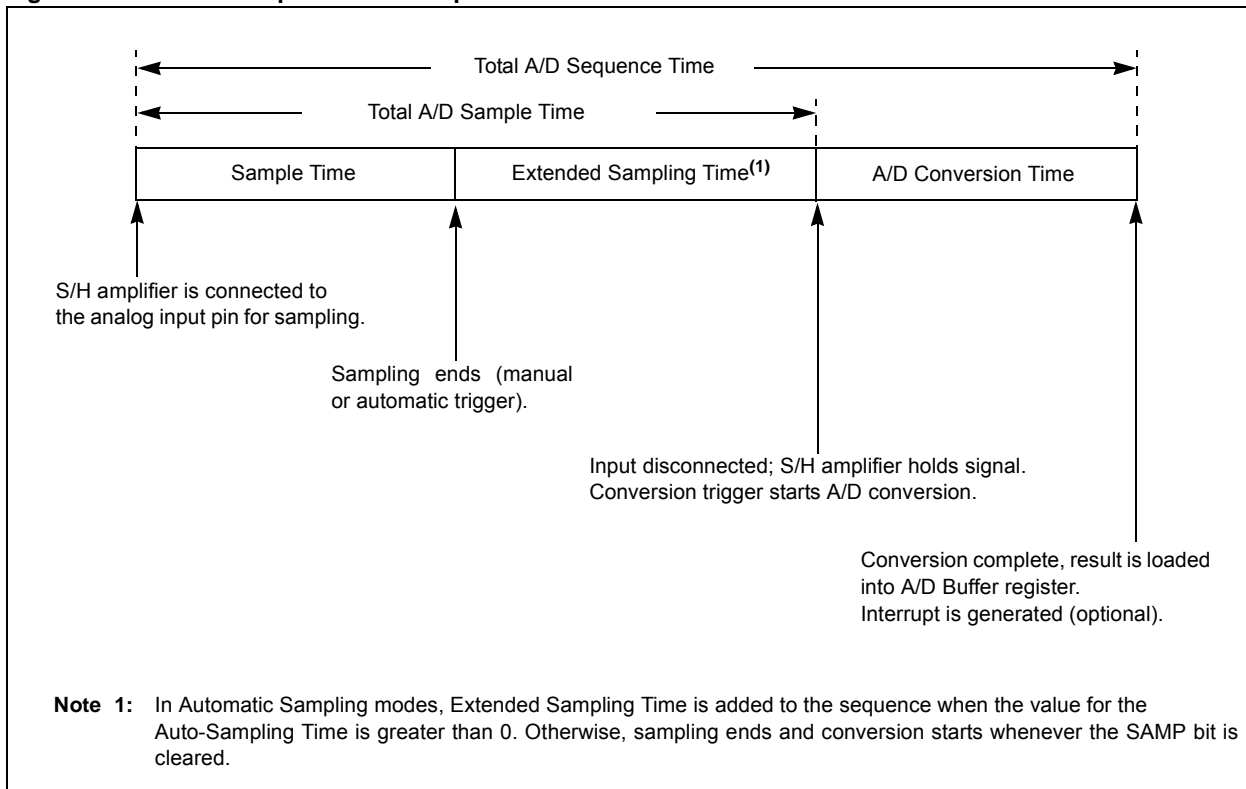 Total A/D Sequence Time
Total A/D Sample Time
Sample Time
Extended Sampling Time(1)
A/D Conversion Time
S/H amplifier is connected to
the analog input pin for sampling.
Sampling ends (manual
or automatic trigger).
Input disconnected; S/H amplifier holds signal.
Conversion trigger starts A/D conversion.
Conversion complete, result is loaded
into A/D Buffer register.
Interrupt is generated (optional).
Note 1: In Automatic Sampling modes, Extended Sampling Time is added to the sequence when the value for the
Auto-Sampling Time is greater than 0. Otherwise, sampling ends and conversion starts whenever the SAMP bit is
cleared.